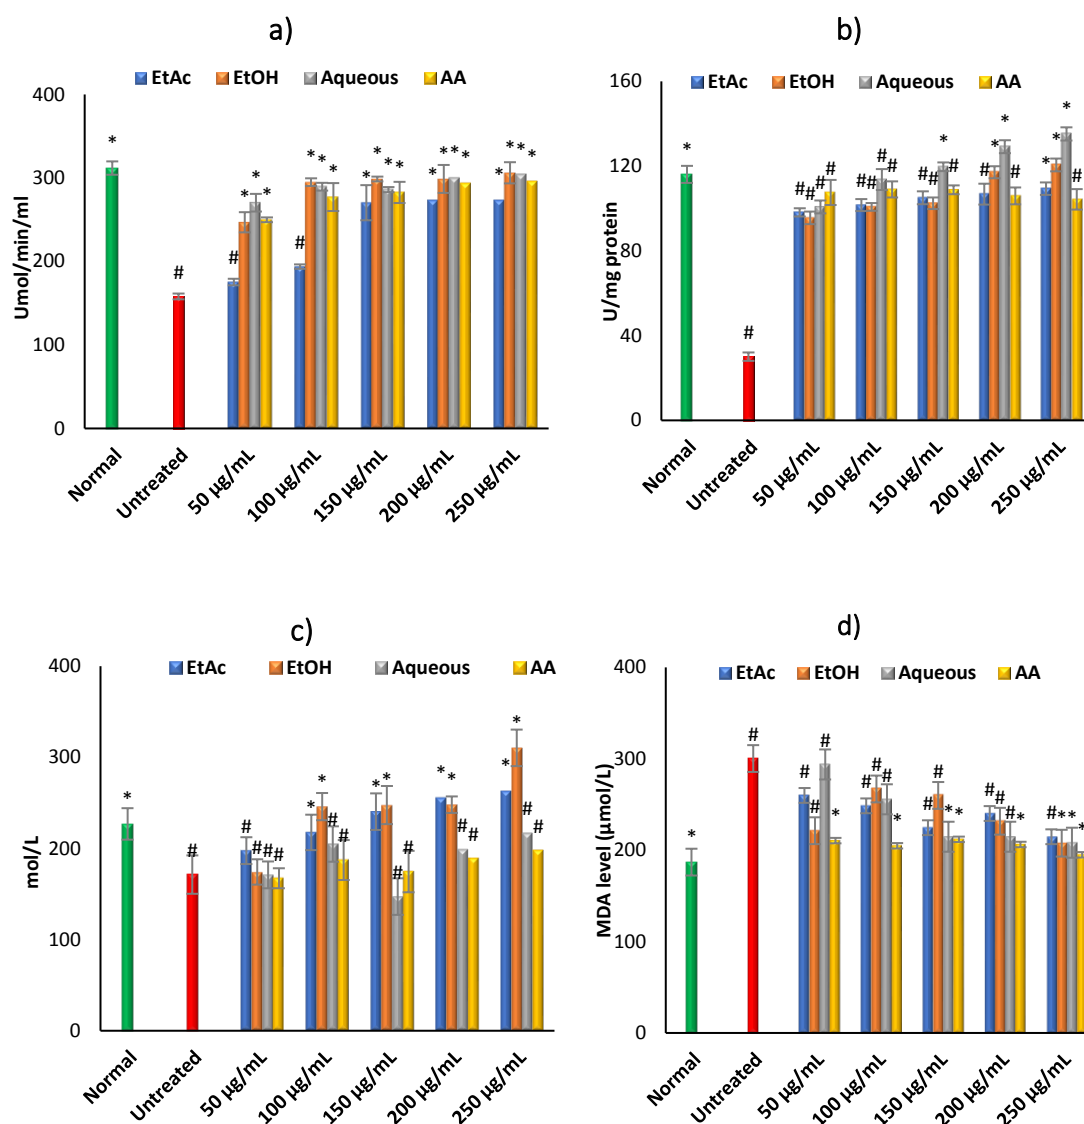 a)
EtAc EtOH Aqueous AA
Umol/min/ml
400
300
200
100
0
* # # * * * # * * * * * * * * * * * * * * *
Normal Untreated 50 µg/mL 100 µg/mL 150 µg/mL 200 µg/mL 250 µg/mL
b)
EtAc EtOH Aqueous AA
U/mg protein
160
120
80
40
0
* # # # # # # # # # # # * # # * * # * * * #
Normal Untreated 50 µg/mL 100 µg/mL 150 µg/mL 200 µg/mL 250 µg/mL
c)
EtAc EtOH Aqueous AA
mol/L
400
300
200
100
0
* # # # # # * * # # * * # # * * # # * * # #
Normal Untreated 50 µg/mL 100 µg/mL 150 µg/mL 200 µg/mL 250 µg/mL
d)
EtAc EtOH Aqueous AA
MDA level (µmol/L)
400
300
200
100
0
* # # # # * # # # * # # * * # # # * # * * *
Normal Untreated 50 µg/mL 100 µg/mL 150 µg/mL 200 µg/mL 250 µg/mL